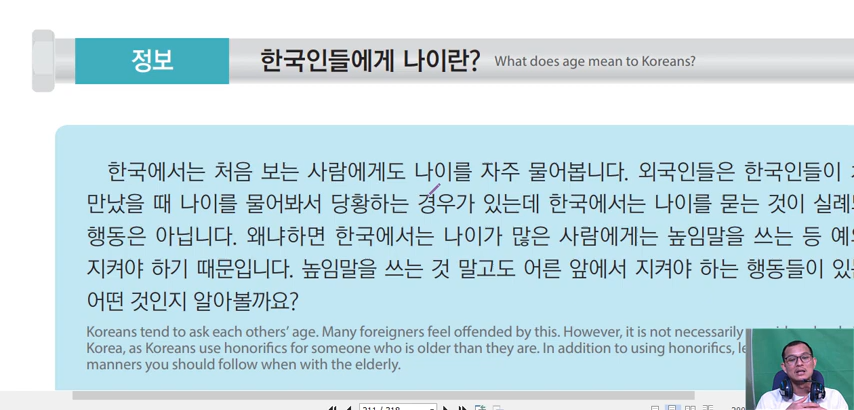 정보
한국인들에게 나이란? What does age mean to Koreans?
한국에서는 처음 보는 사람에게도 나이를 자주 물어봅니다. 외국인들은 한국인들이
만났을 때 나이를 물어봐서 당황하는 경우가 있는데 한국에서는 나이를 묻는 것이
행동은 아닙니다. 왜냐하면 한국에서는 나이가 많은 사람에게는 높임말을 쓰는 등
지켜야 하기 때문입니다. 높임말을 쓰는 것 말고도 어른 앞에서 지켜야 하는 행동들이
어떤 것인지 알아볼까요?
Koreans tend to ask each others’ age. Many foreigners feel offended by this. However, it is not necessarily
Korea, as Koreans use honorifics for someone who is older than they are. In addition to using honorifics,
manners you should follow when with the elderly.
211 / 218